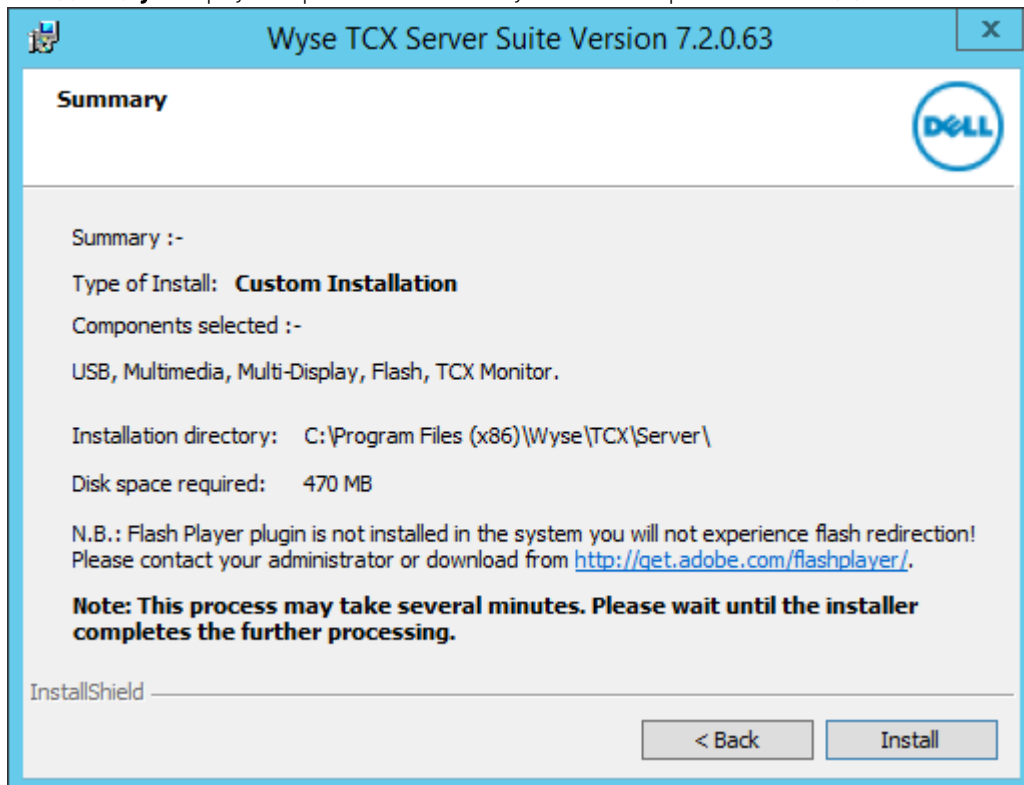 Wyse TCX Server Suite Version 7.2.0.63
x
Summary
DELL
Summary :-
Type of Install: Custom Installation
Components selected :-
USB, Multimedia, Multi-Display, Flash, TCX Monitor.
Installation directory: C:\Program Files (x86)\Wyse\TCX\Server\
Disk space required: 470 MB
N.B.: Flash Player plugin is not installed in the system you will not experience flash redirection!
Please contact your administrator or download from http://get.adobe.com/flashplayer/.
Note: This process may take several minutes. Please wait until the installer
completes the further processing.
InstallShield
< Back Install